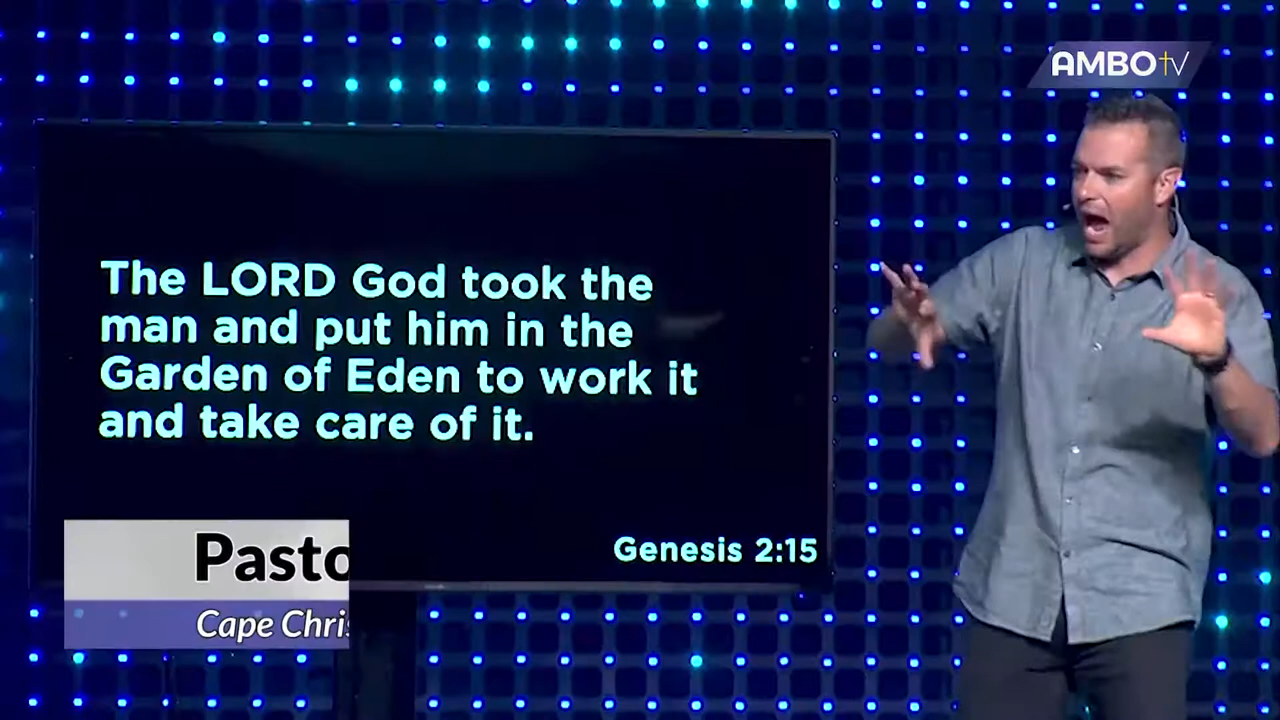 AMBOtv
The LORD God took the
man and put him in the
Garden of Eden to work it
and take care of it.
Genesis 2:15
Pasto
Cape Chris